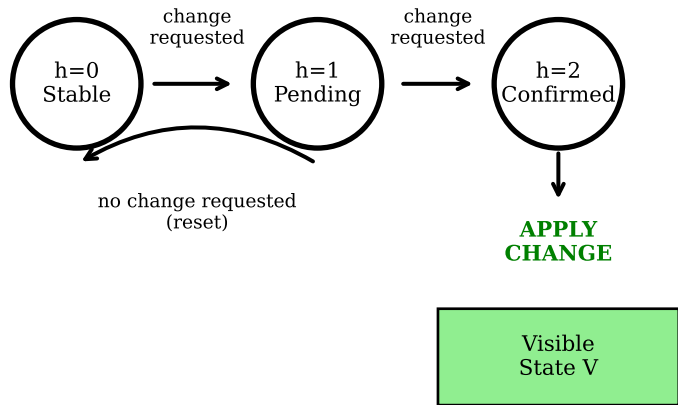 change
requested
change
requested
h=0
Stable
h=1
Pending
h=2
Confirmed
no change requested
(reset)
APPLY
CHANGE
Visible
State V